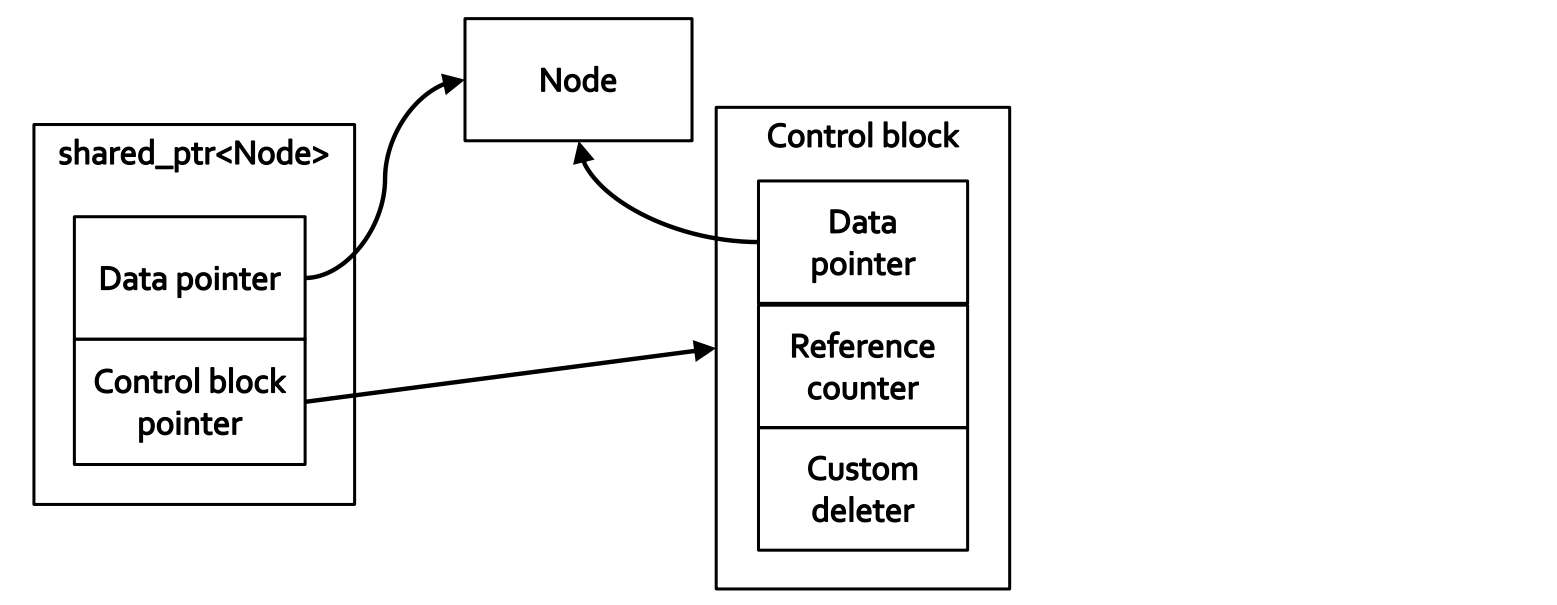 Node
shared_ptr<Node>
Data pointer
Control block
pointer
Control block
Data
pointer
Reference
counter
Custom
deleter